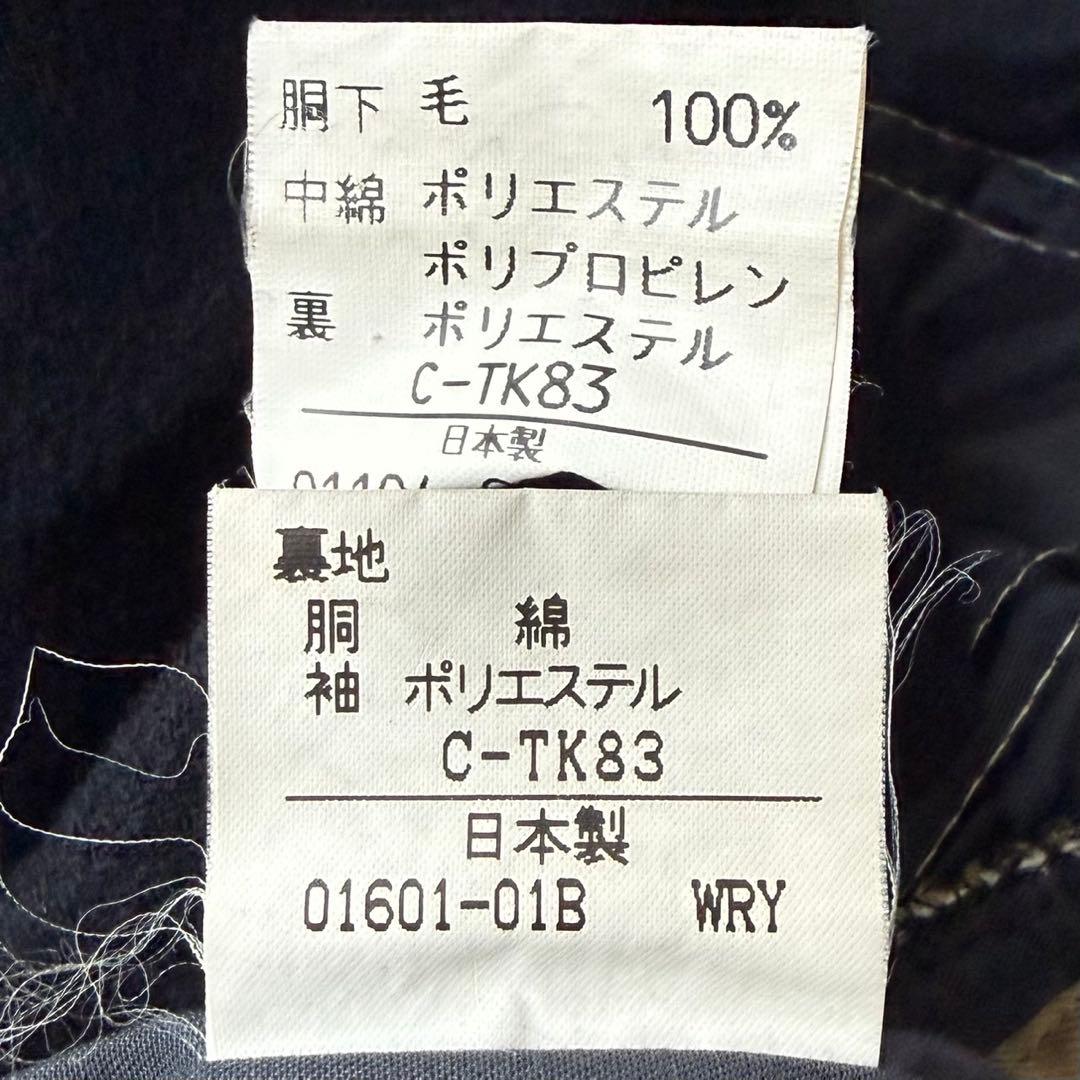 胴下 毛 100%
中綿 ポリエステル
ポリプロピレン
裏 ポリエステル
C-TK83
日本製
裏地
胴 綿
袖 ポリエステル
C-TK83
日本製
01601-01B WRY